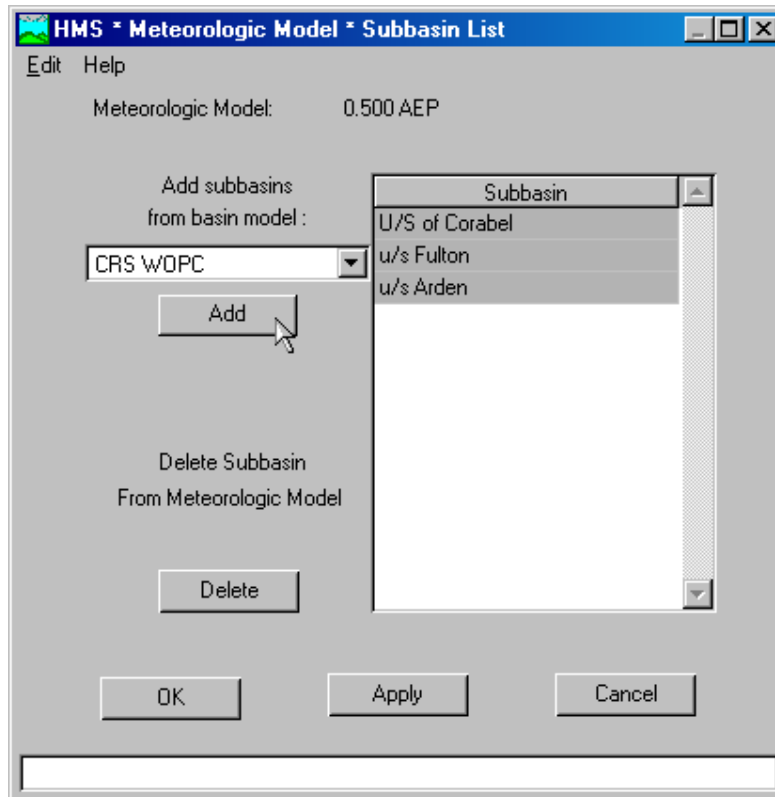 HMS * Meteorologic Model * Subbasin List
Edit Help
Meteorologic Model: 0.500 AEP
Add subbasins
from basin model :
CRS WOPC
Add
Subbasin
U/S of Corabel
u/s Fulton
u/s Arden
Delete Subbasin
From Meteorologic Model
Delete
OK Apply Cancel